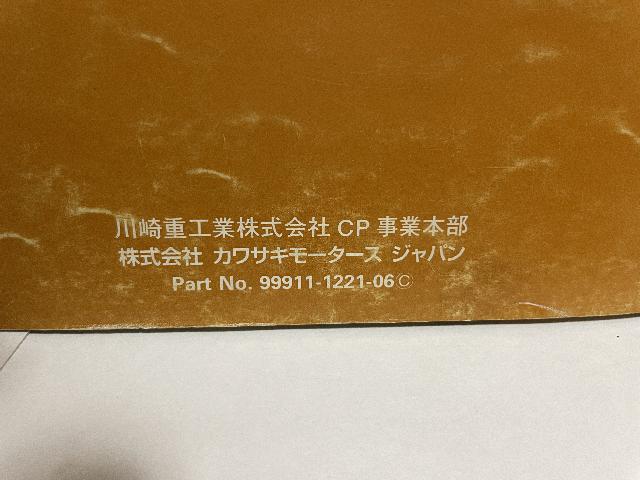 川崎重工業株式会社 CP 事業本部
株式会社 カワサキモータース ジャパン
Part No. 99911-1221-06Ⓒ